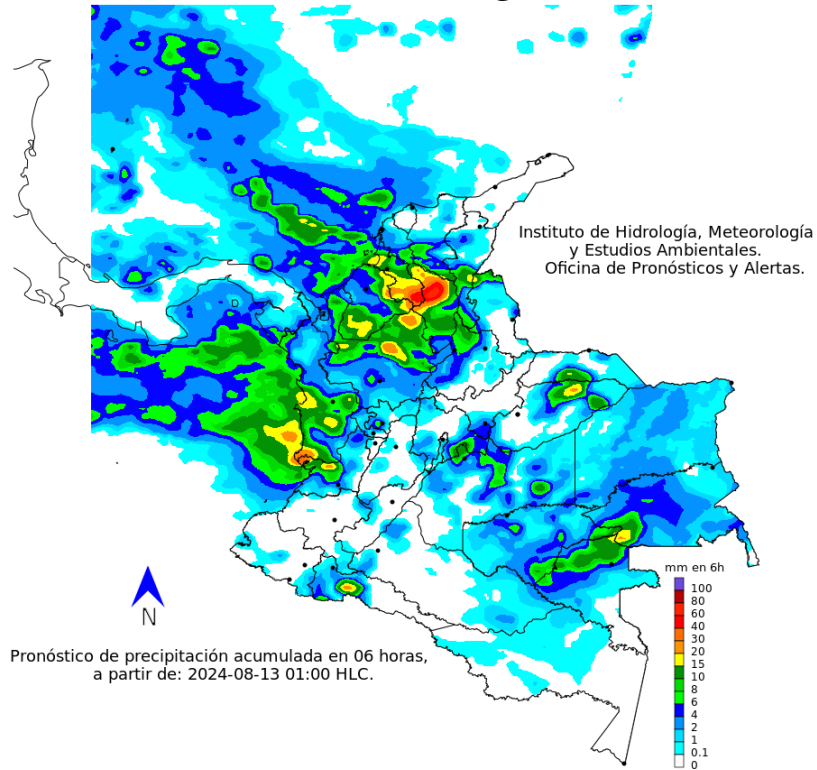 Instituto de Hidrología, Meteorología
y Estudios Ambientales.
Oficina de Pronósticos y Alertas.
D
N
mm en 6h
100
80
60
40
30
20
15
10
8
6
4
2
1
0.1
0
Pronóstico de precipitación acumulada en 06 horas,
a partir de: 2024-08-13 01:00 HLC.